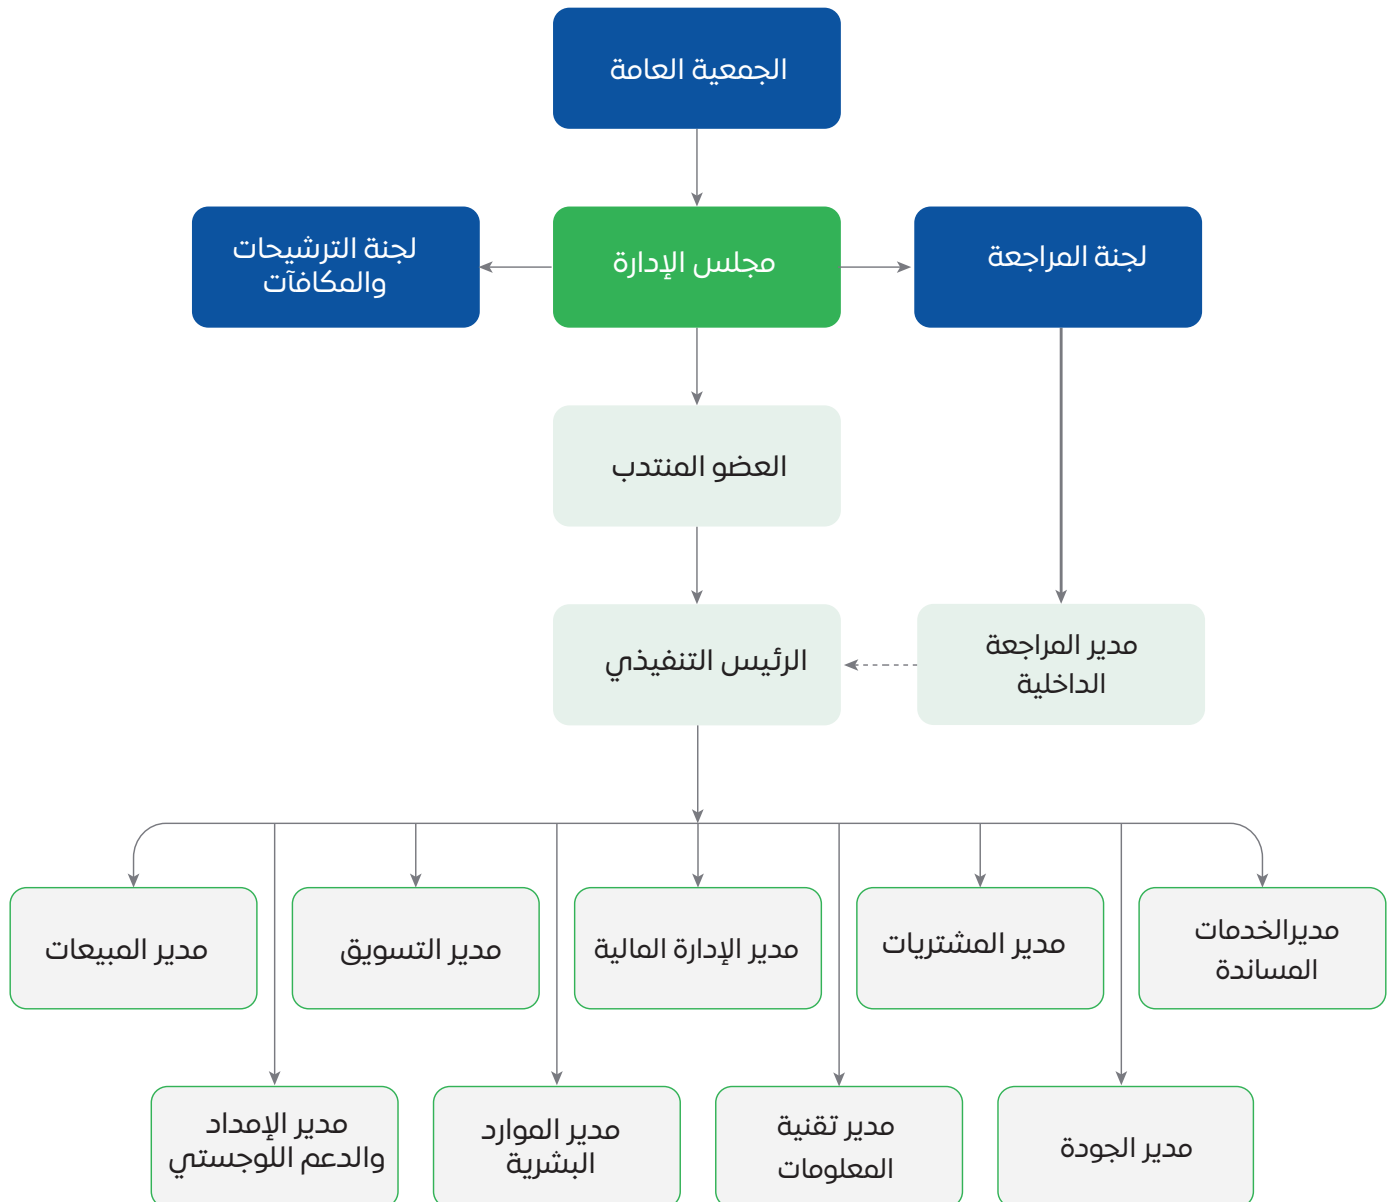 الجمعية العامة
لجنة المراجعة
مجلس الإدارة
لجنة الترشيحات
والمكافآت
العضو المنتدب
مدير المراجعة
الداخلية
الرئيس التنفيذي
مديرالخدمات
المساندة
مدير المشتريات
مدير الإدارة المالية
مدير التسويق
مدير المبيعات
مدير الجودة
مدير تقنية
المعلومات
مدير الموارد
البشرية
مدير الإمداد
والدعم اللوجستي